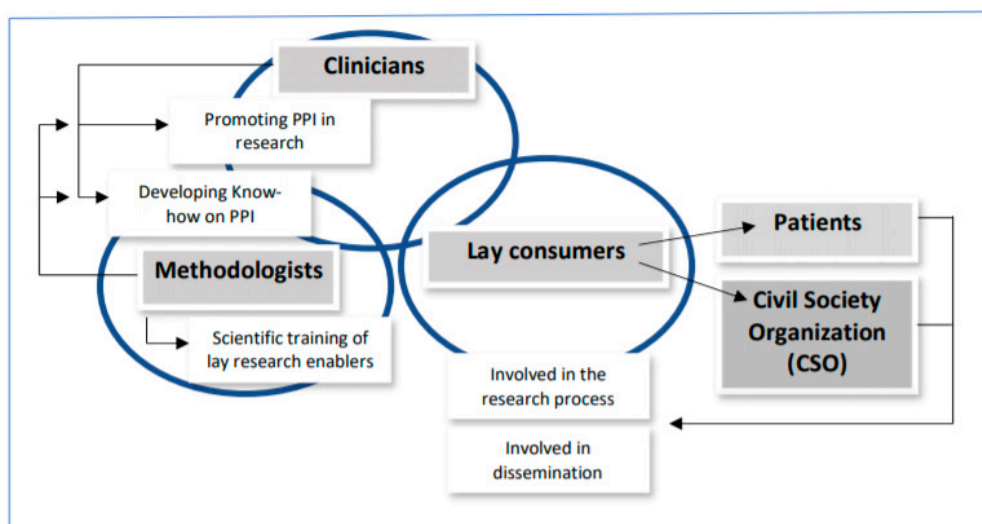 Clinicians
Promoting PPI in
research
Developing Know-
how on PPI
Methodologists
Scientific training of
lay research enablers
Lay consumers
Patients
Civil Society
Organization
(CSO)
Involved in the
research process
Involved in
dissemination